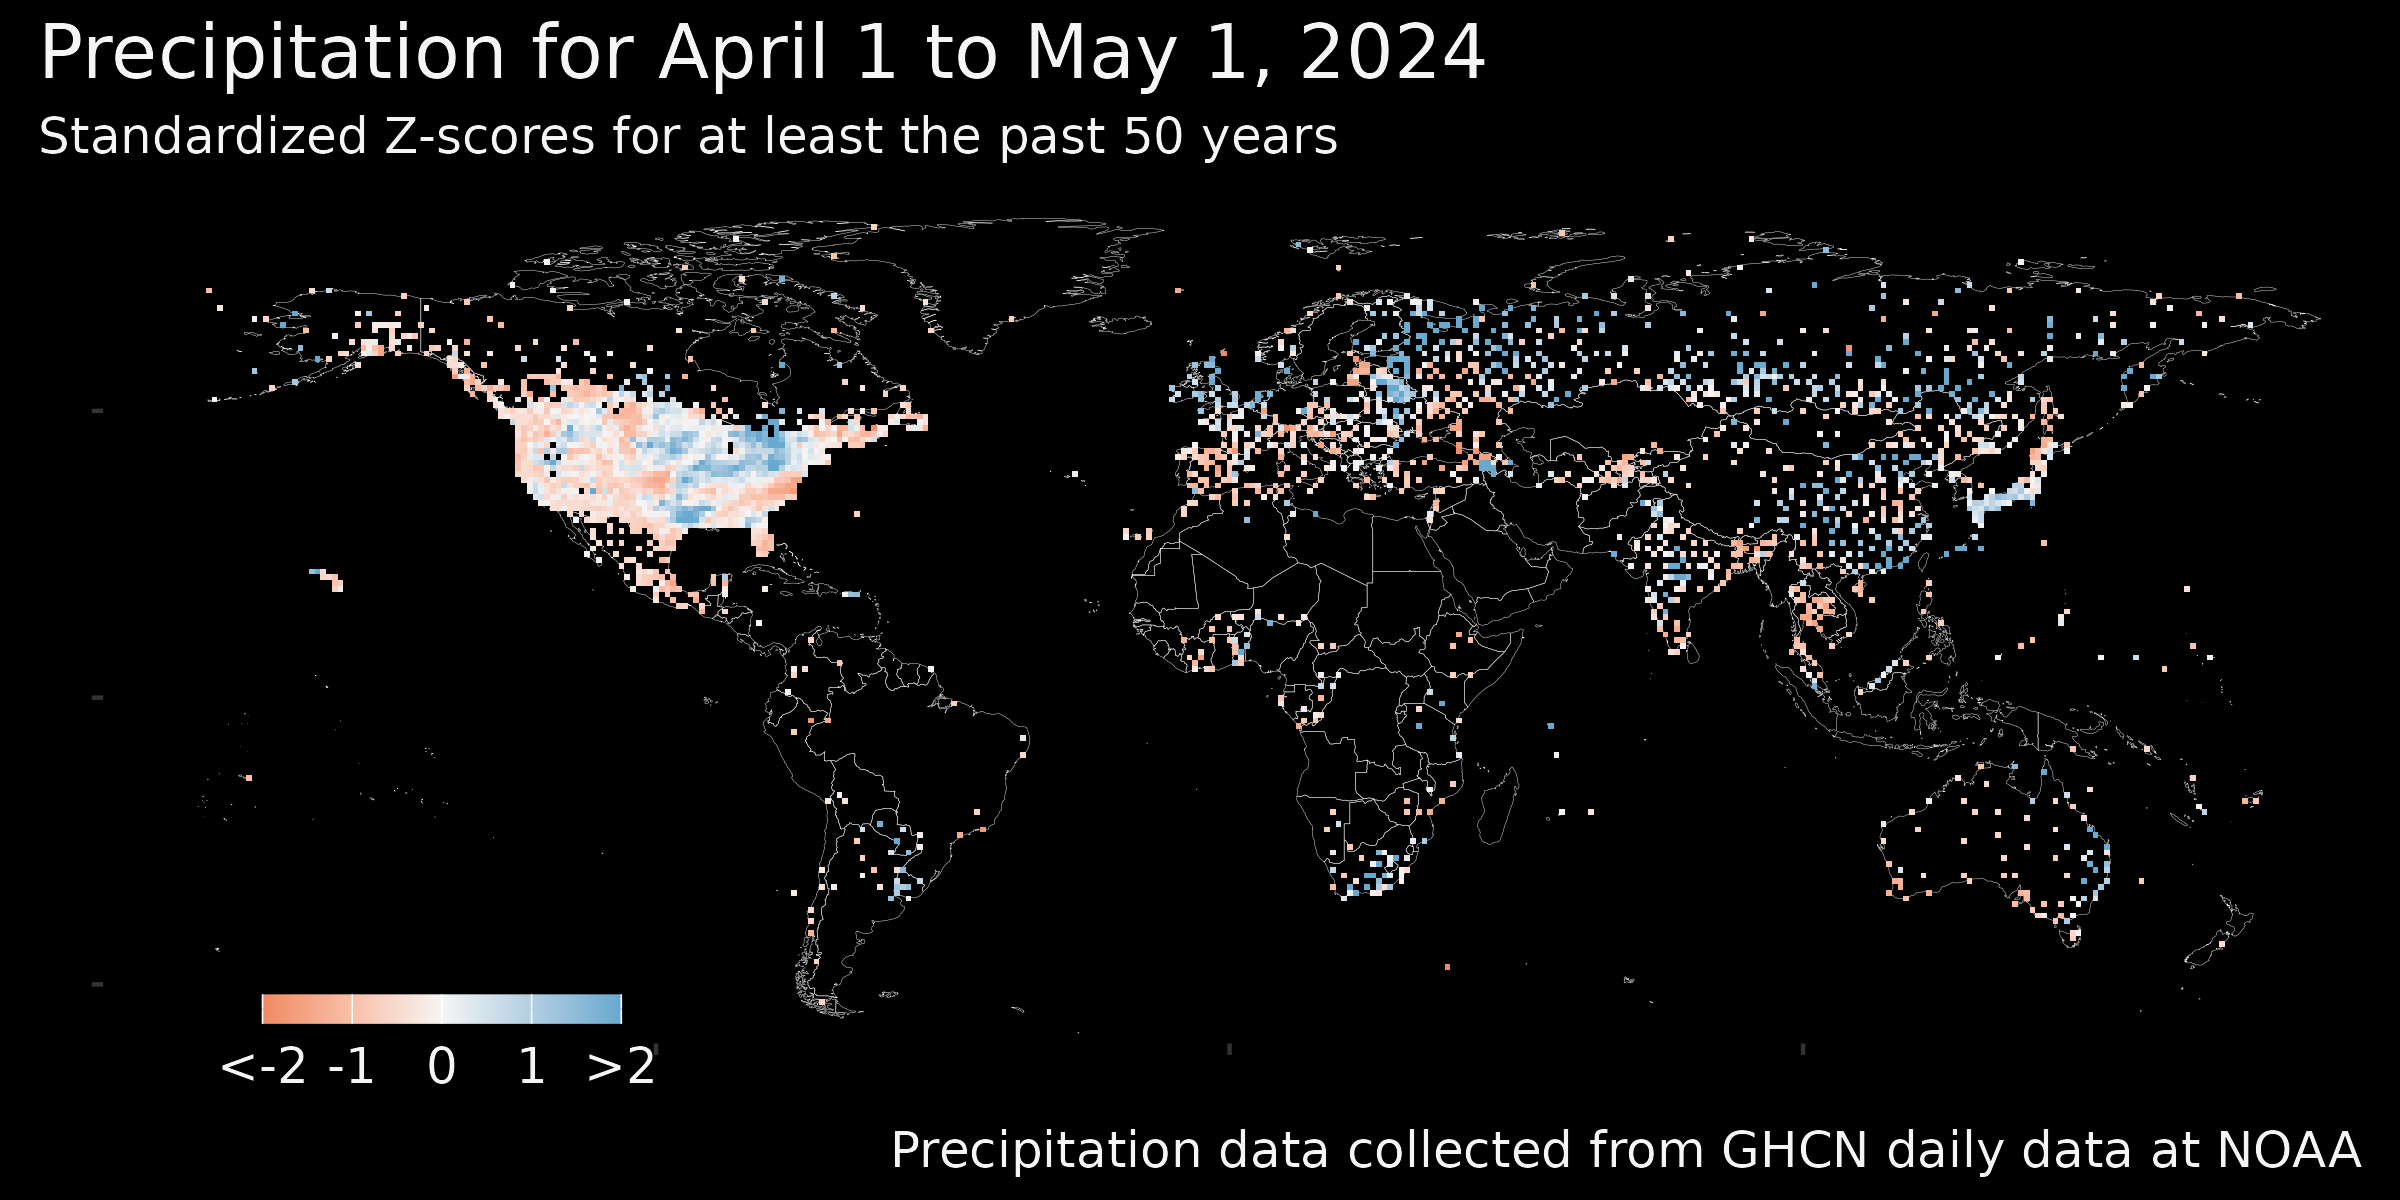 Precipitation for April 1 to May 1, 2024
Standardized Z-scores for at least the past 50 years
<-2 -1 0 1 >2
Precipitation data collected from GHCN daily data at NOAA